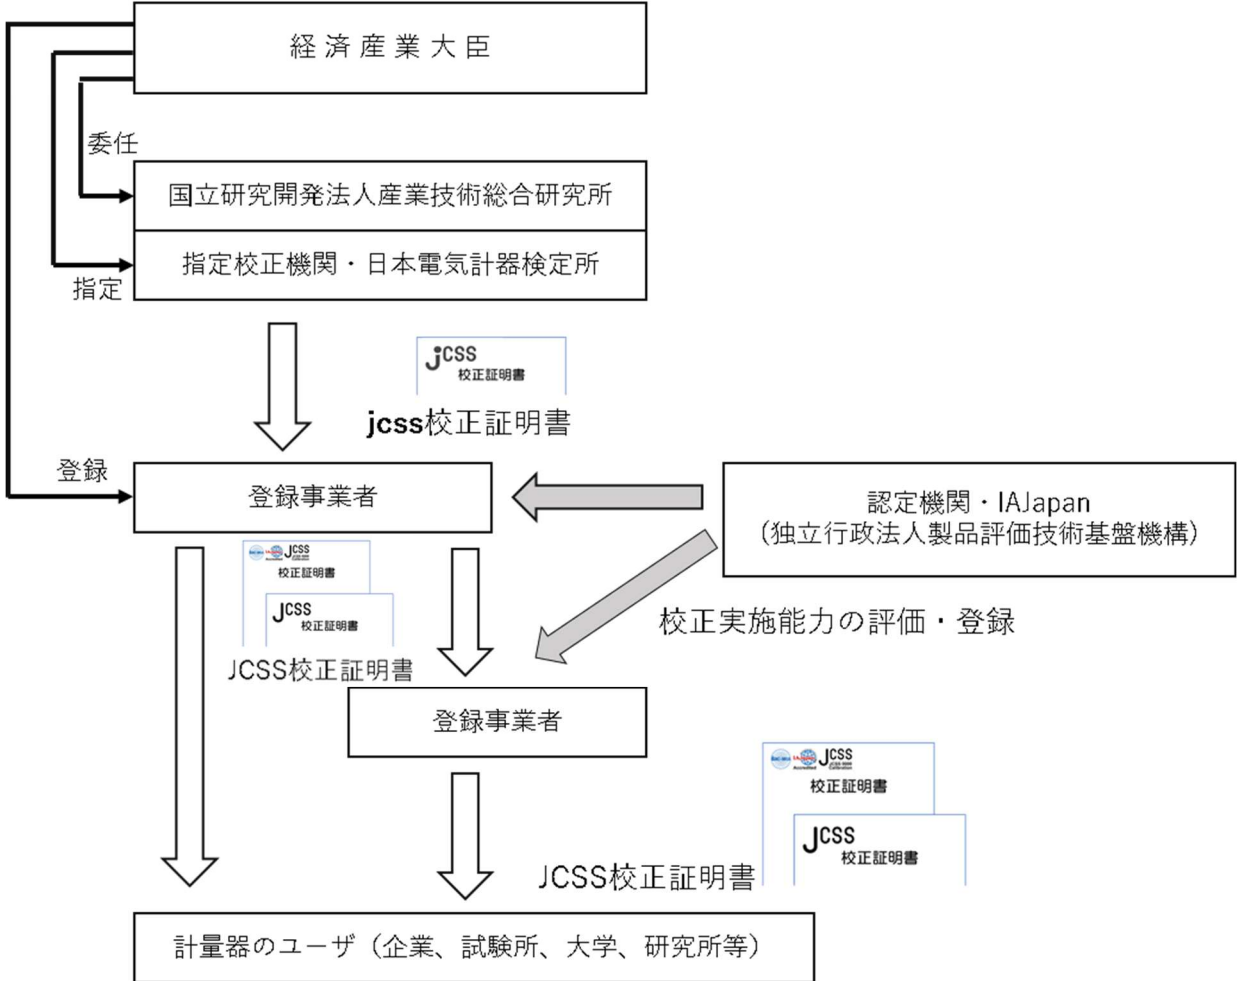 経済産業大臣
委任
国立研究開発法人産業技術総合研究所
指定校正機関・日本電気計器検定所
指定
jcss
校正証明書
jcss校正証明書
登録
登録事業者
認定機関・IAJapan
（独立行政法人製品評価技術基盤機構）
JCSS
校正証明書
JCSS
校正証明書
校正実施能力の評価・登録
JCSS校正証明書
登録事業者
JCSS
校正証明書
JCSS
校正証明書
JCSS校正証明書
計量器のユーザ（企業、試験所、大学、研究所等）